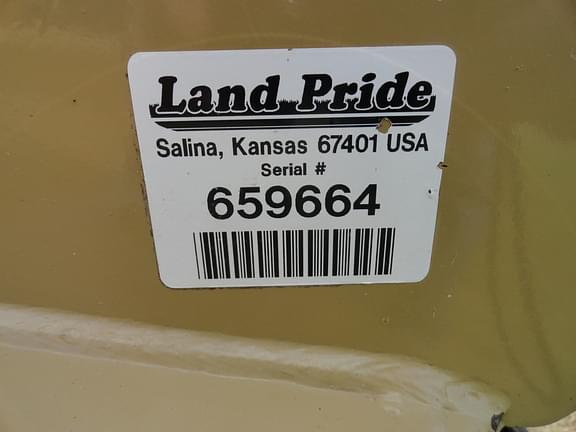 Land Pride
Salina, Kansas 67401 USA
Serial #
659664